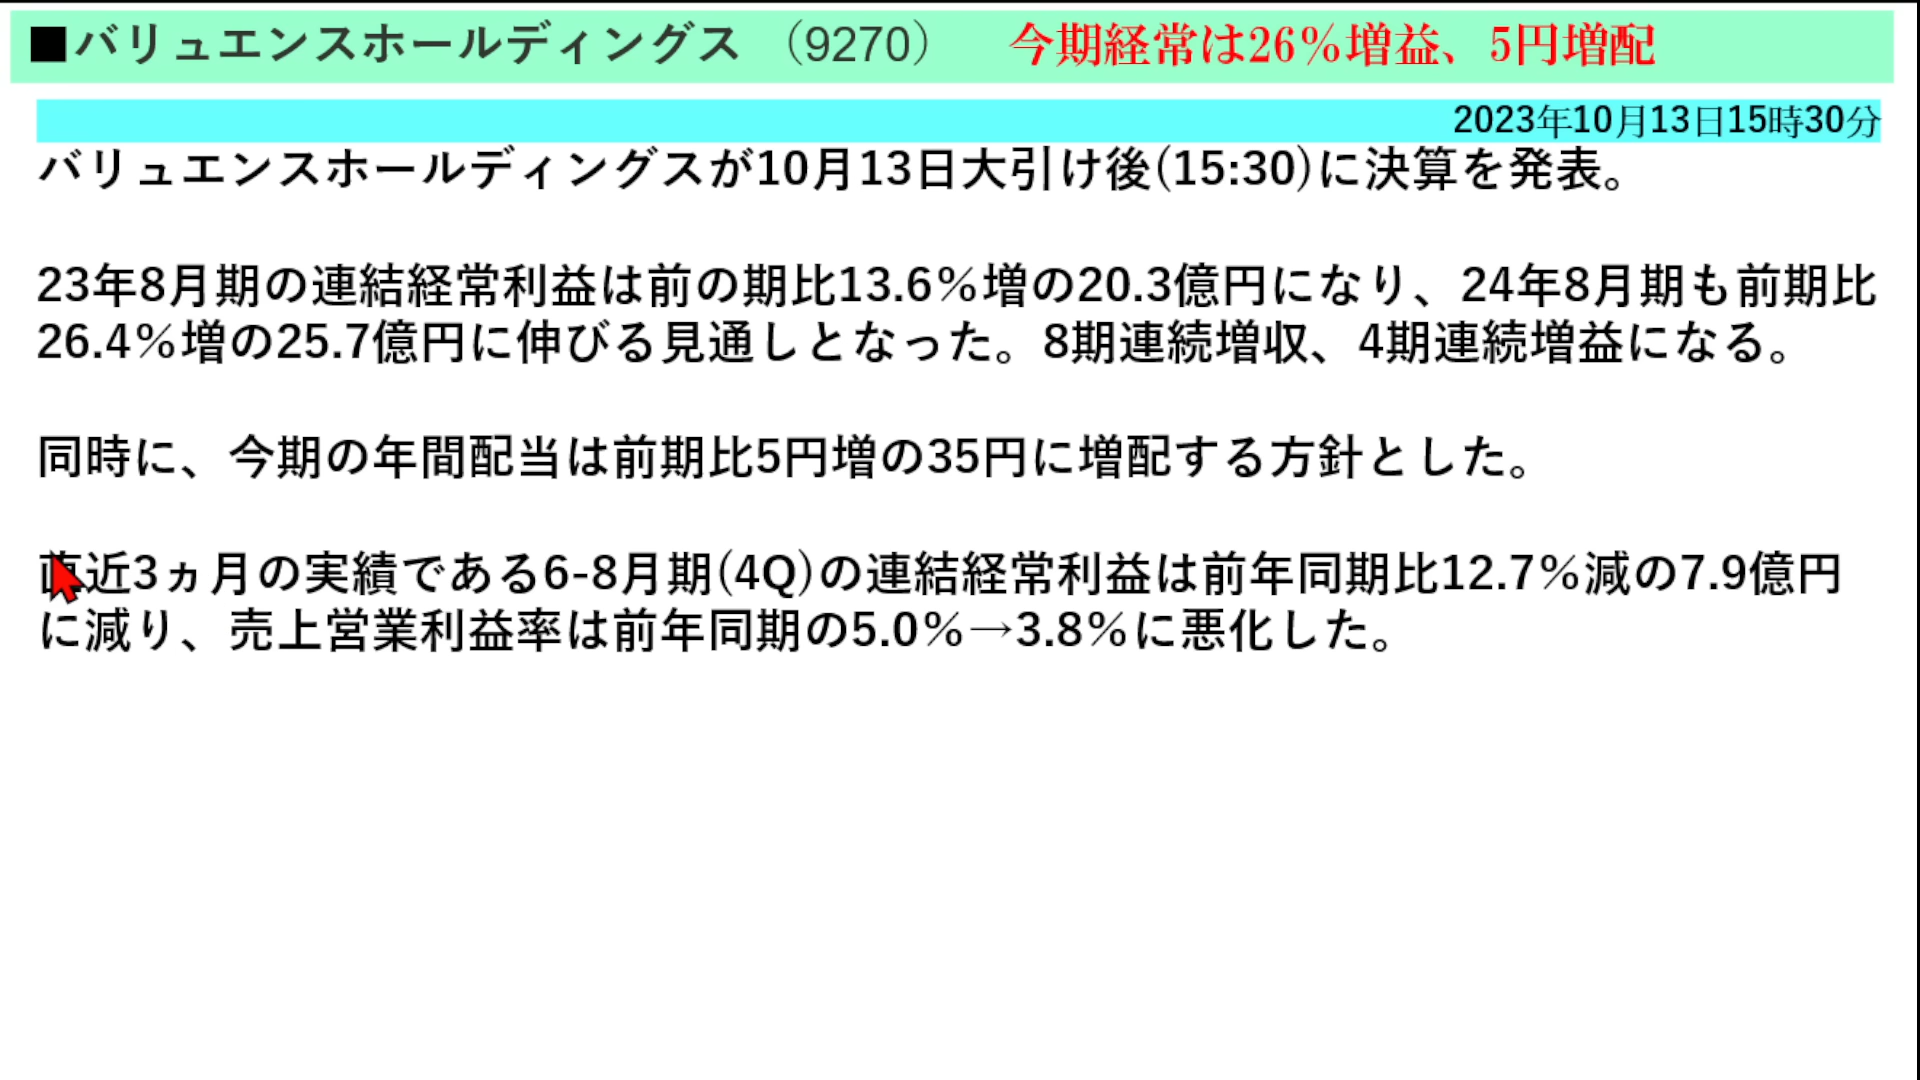 ■バリュエンスホールディングス （9270） 今期経常は26％増益、5円増配
2023年10月13日15時30分
バリュエンスホールディングスが10月13日大引け後(15:30)に決算を発表。
23年8月期の連結経常利益は前の期比13.6％増の20.3億円になり、24年8月期も前期比
26.4％増の25.7億円に伸びる見通しとなった。8期連続増収、4期連続増益になる。
同時に、今期の年間配当は前期比5円増の35円に増配する方針とした。
直近3ヵ月の実績である6-8月期(4Q)の連結経常利益は前年同期比12.7％減の7.9億円
に減り、売上営業利益率は前年同期の5.0％→3.8％に悪化した。